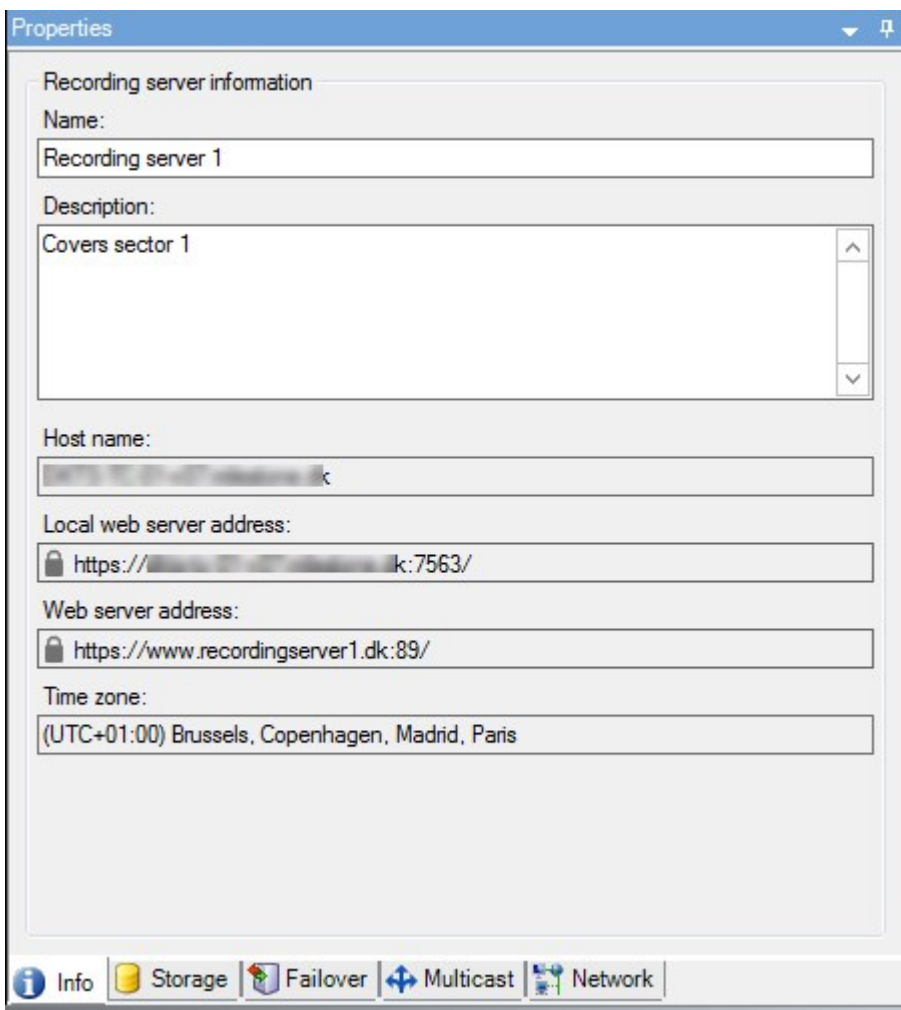 Properties
Recording server information
Name:
Recording server 1
Description:
Covers sector 1
Host name:
k
Local web server address:
https:// k:7563/
Web server address:
https://www.recordingserver1.dk:89/
Time zone:
(UTC+01:00) Brussels, Copenhagen, Madrid, Paris
Info Storage Failover Multicast Network